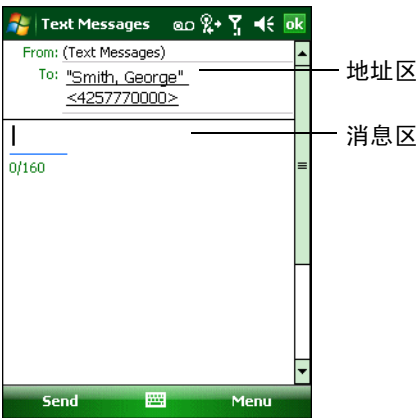 Text Messages ok
From: (Text Messages)
To: "Smith, George"
<4257770000>
地址区
消息区
0/160
Send Menu